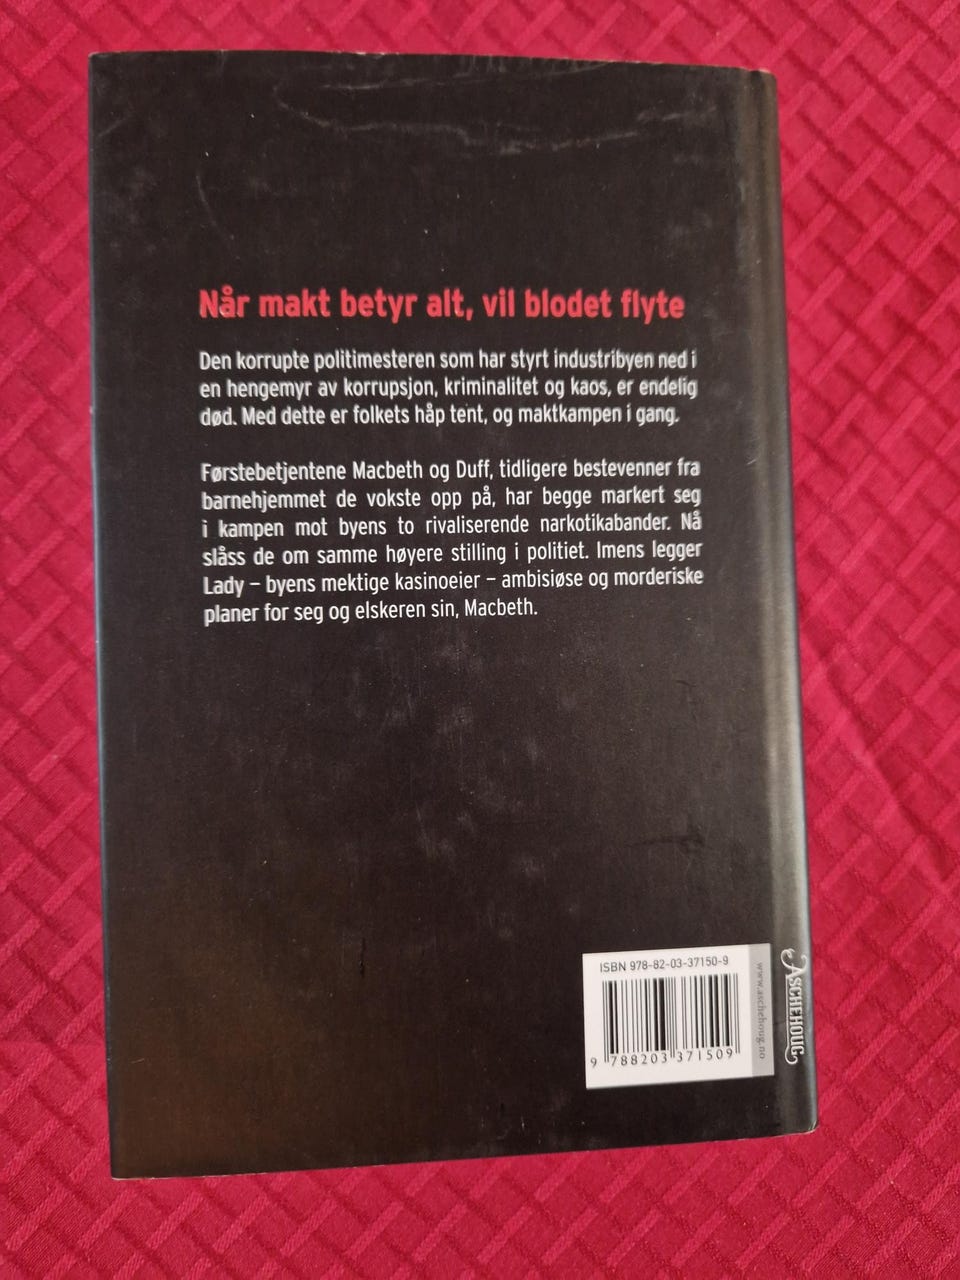 Når makt betyr alt, vil blodet flyte
Den korrupte politimesteren som har styrt industribyen ned i
en hengemyr av korrupsjon, kriminalitet og kaos, er endelig
død. Med dette er folkets håp tent, og maktkampen i gang.
Førstebetjentene Macbeth og Duff, tidligere bestevenner fra
barnehjemmet de vokste opp på, har begge markert seg
i kampen mot byens to rivaliserende narkotikabander. Nå
slåss de om samme høyere stilling i politiet. Imens legger
Lady – byens mektige kasinoeier – ambisiøse og morderiske
planer for seg og elskeren sin, Macbeth.
ISBN 978-82-03-37150-9
9 788203 371509
www.aschehoug.no
ASCHEHOUG